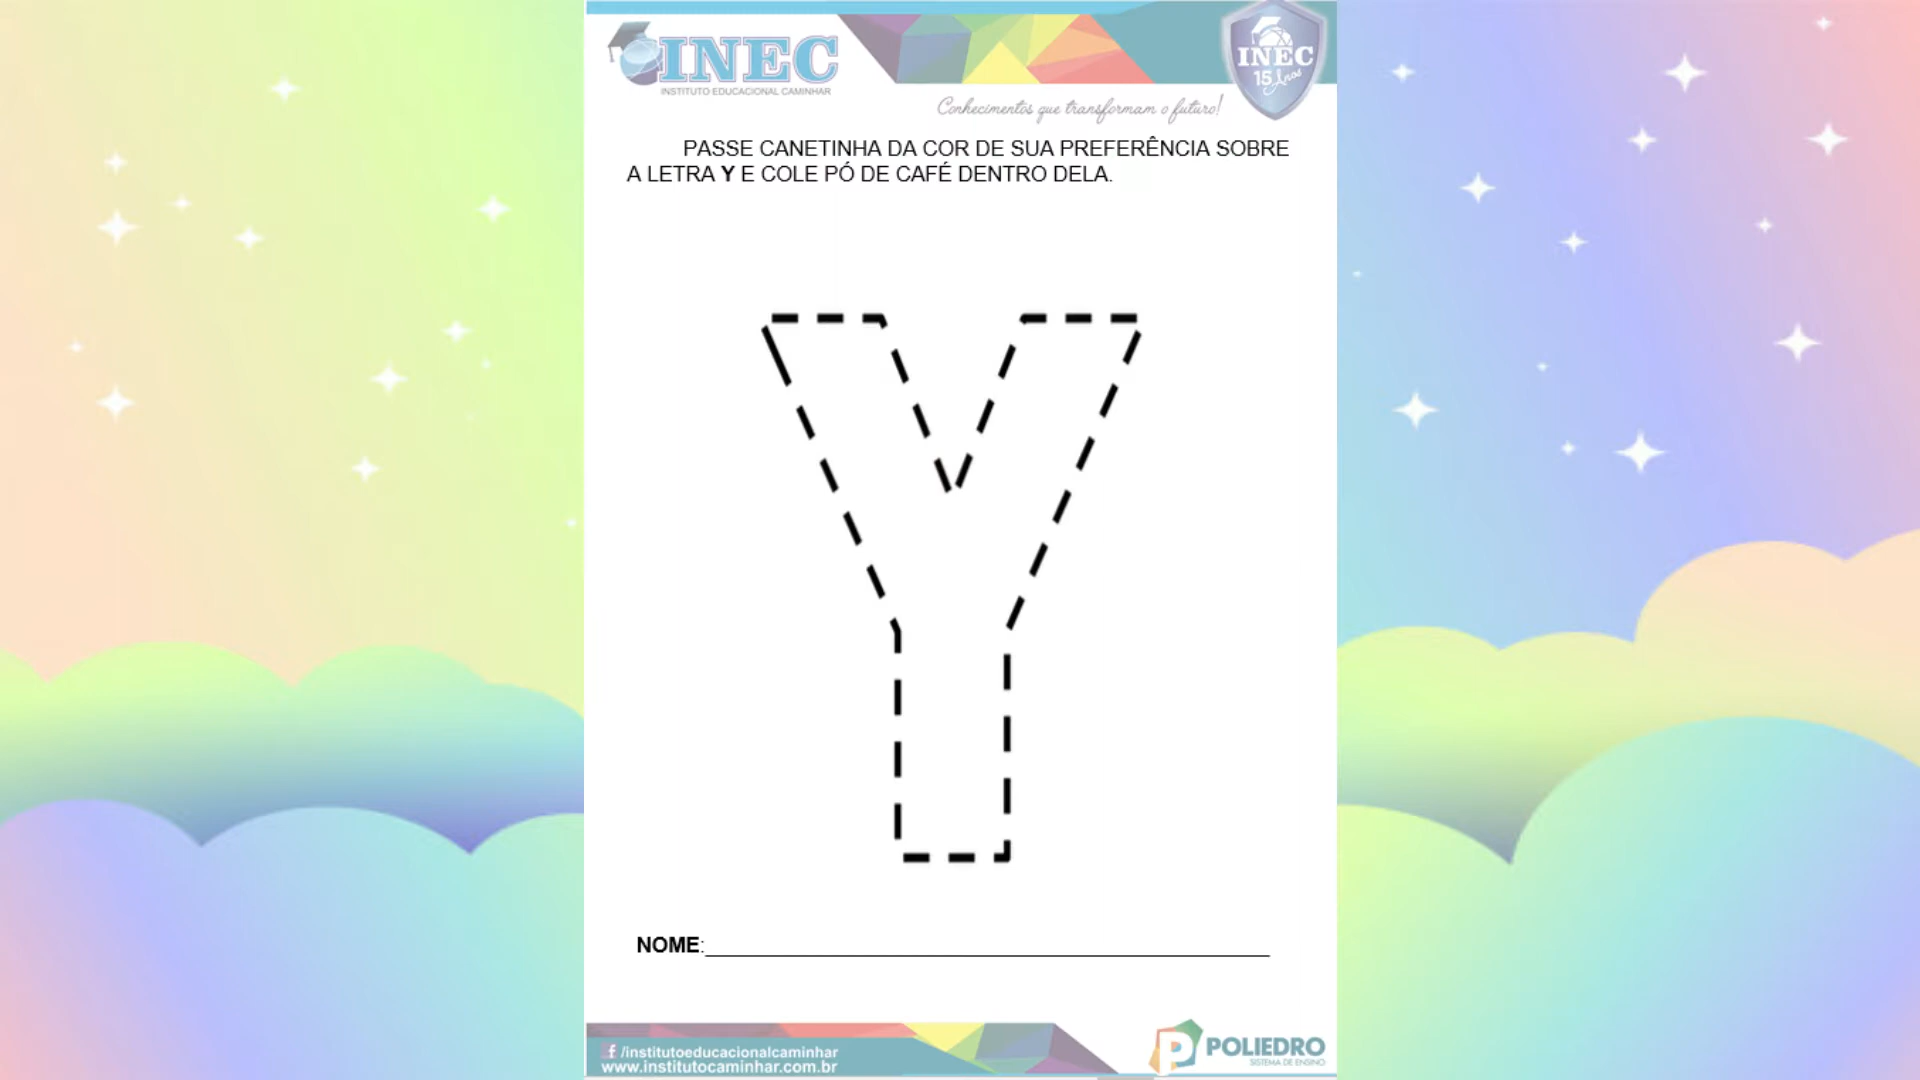 INEC
INSTITUTO EDUCACIONAL CAMINHAR
INEC
15 Anos
Conhecimentos que transformam o futuro!
PASSE CANETINHA DA COR DE SUA PREFERÊNCIA SOBRE
A LETRA Y E COLE PÓ DE CAFÉ DENTRO DELA.
Y
NOME:
f /institutoeducacionalcaminhar
www.institutocaminhar.com.br
P POLIEDRO
SISTEMA DE ENSINO